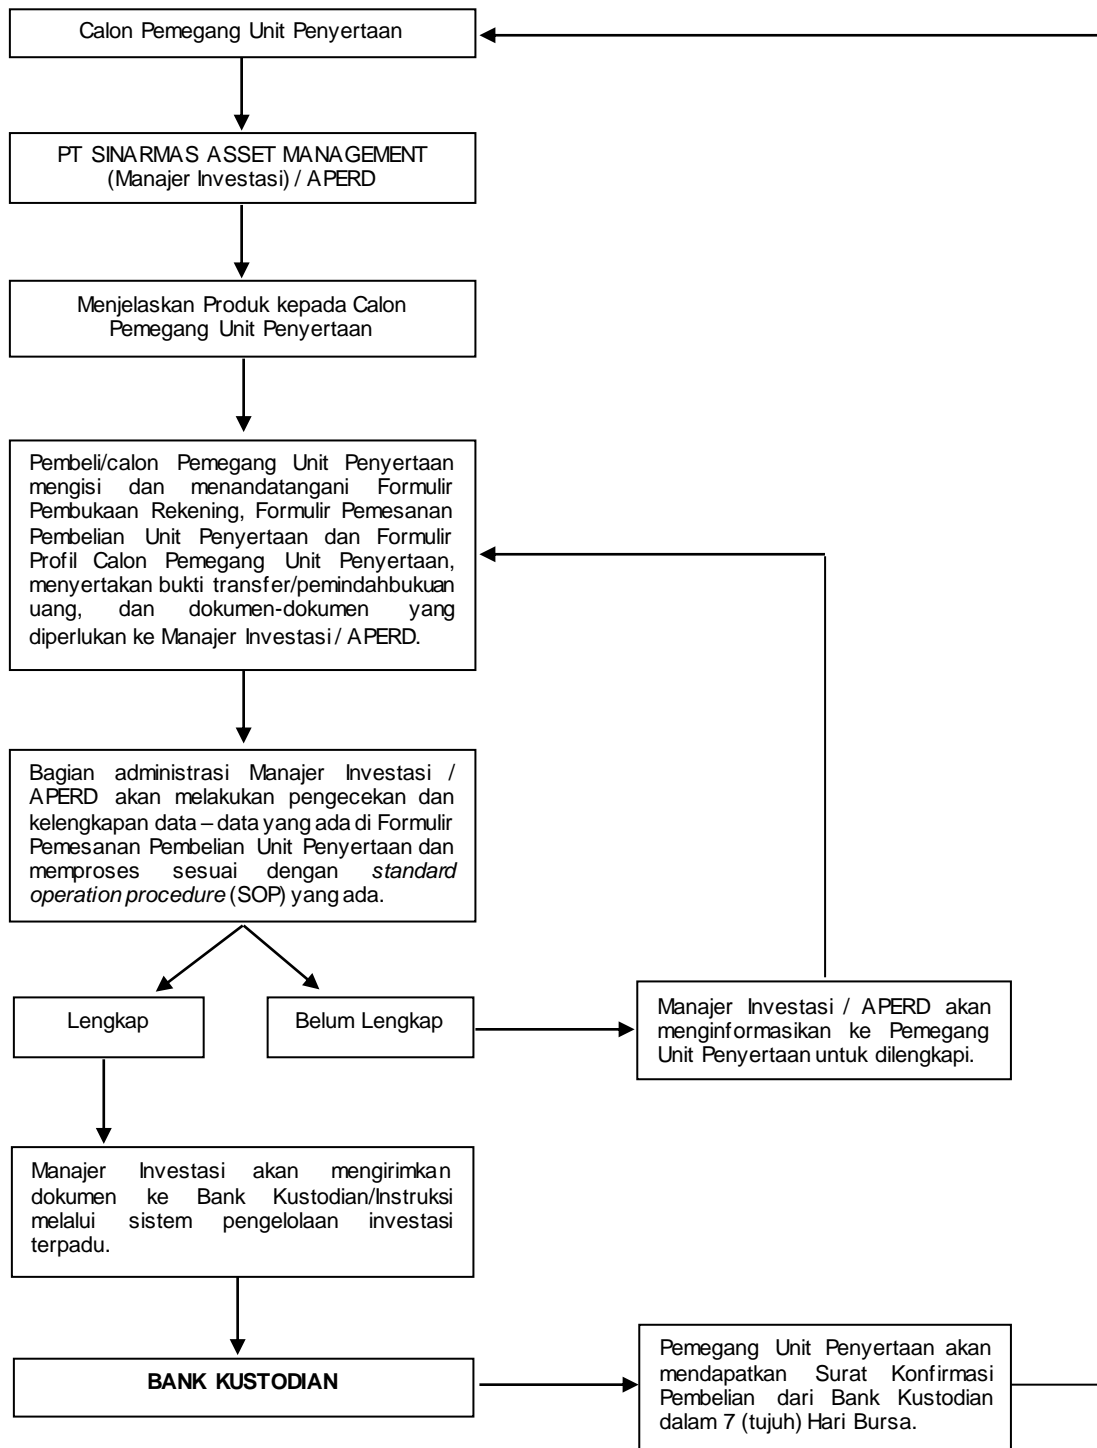 Calon Pemegang Unit Penyertaan
PT SINARMAS ASSET MANAGEMENT
(Manajer Investasi) / APERD
Menjelaskan Produk kepada Calon
Pemegang Unit Penyertaan
Pembeli/calon Pemegang Unit Penyertaan
mengisi dan menandatangani Formulir
Pembukaan Rekening, Formulir Pemesanan
Pembelian Unit Penyertaan dan Formulir
Profil Calon Pemegang Unit Penyertaan,
menyertakan bukti transfer/pemindahbukuan
uang, dan dokumen-dokumen yang
diperlukan ke Manajer Investasi / APERD.
Bagian administrasi Manajer Investasi /
APERD akan melakukan pengecekan dan
kelengkapan data – data yang ada di Formulir
Pemesanan Pembelian Unit Penyertaan dan
memproses sesuai dengan standard
operation procedure (SOP) yang ada.
Lengkap
Belum Lengkap
Manajer Investasi / APERD akan
menginformasikan ke Pemegang
Unit Penyertaan untuk dilengkapi.
Manajer Investasi akan mengirimkan
dokumen ke Bank Kustodian/Instruksi
melalui sistem pengelolaan investasi
terpadu.
BANK KUSTODIAN
Pemegang Unit Penyertaan akan
mendapatkan Surat Konfirmasi
Pembelian dari Bank Kustodian
dalam 7 (tujuh) Hari Bursa.